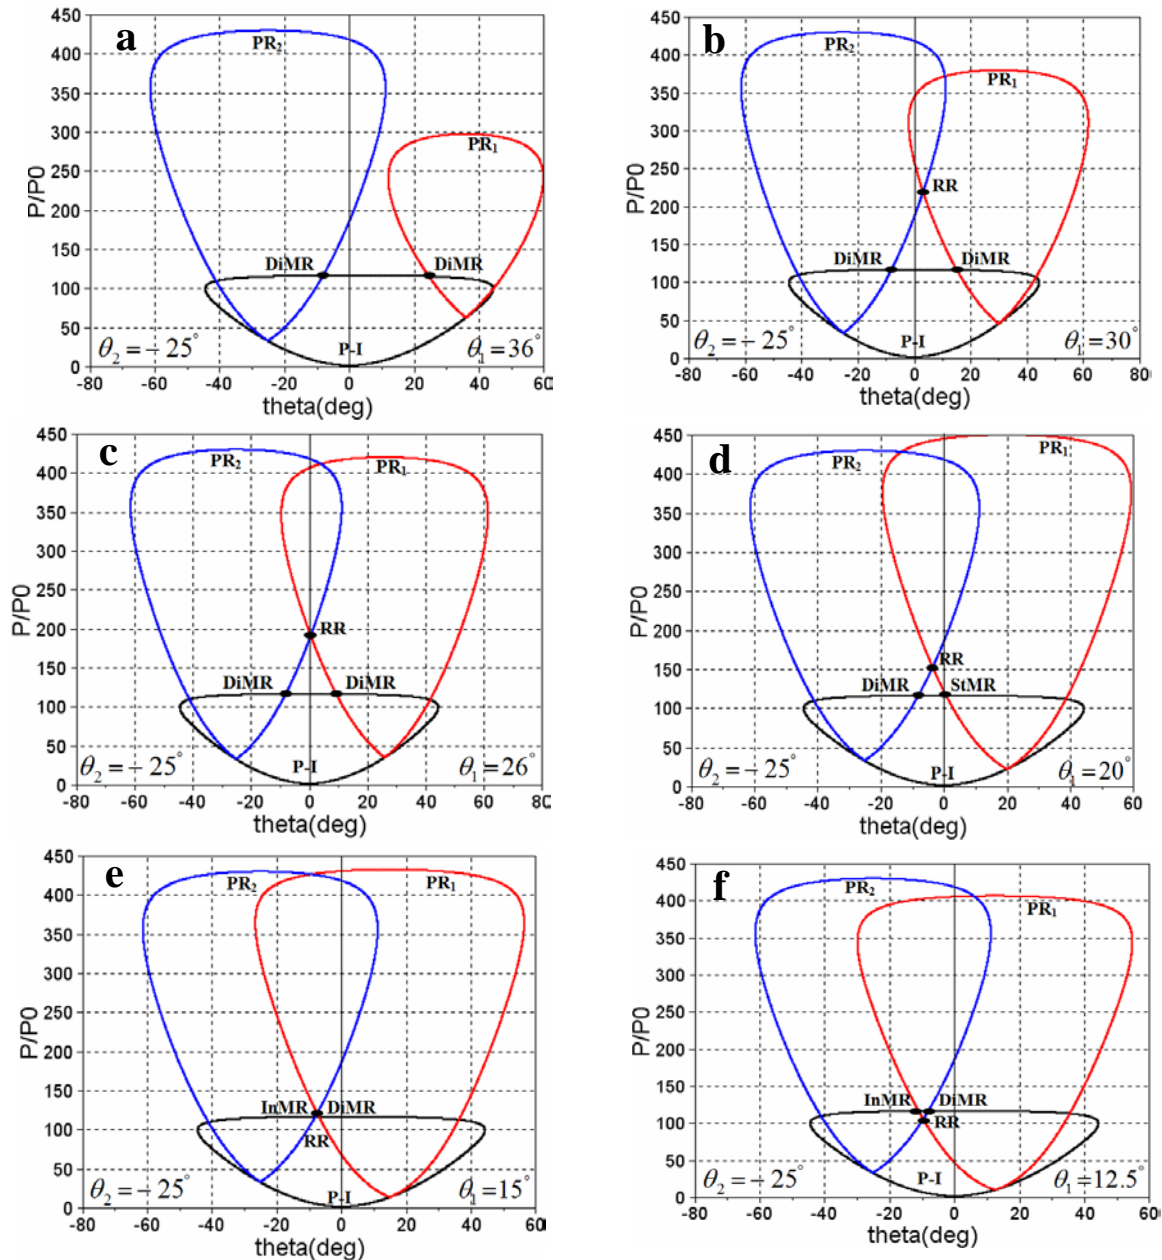 a
450
400
350
300
250
200
150
100
50
0
P/P0
PR₂
PR₁
DiMR
DiMR
P-I
θ₂ = − 25°
θ₁ = 36°
-80 -60 -40 -20 0 20 40 60
theta(deg)
b
450
400
350
300
250
200
150
100
50
0
P/P0
PR₂
PR₁
RR
DiMR
DiMR
P-I
θ₂ = − 25°
θ₁ = 30°
-80 -60 -40 -20 0 20 40 60 80
theta(deg)
c
450
400
350
300
250
200
150
100
50
0
P/P0
PR₂
PR₁
RR
DiMR
DiMR
P-I
θ₂ = − 25°
θ₁ = 26°
-80 -60 -40 -20 0 20 40 60 80
theta(deg)
d
450
400
350
300
250
200
150
100
50
0
P/P0
PR₂
PR₁
RR
DiMR
StMR
P-I
θ₂ = − 25°
θ₁ = 20°
-80 -60 -40 -20 0 20 40 60
theta(deg)
e
450
400
350
300
250
200
150
100
50
0
P/P0
PR₂
PR₁
InMR
DiMR
RR
P-I
θ₂ = − 25°
θ₁ = 15°
-80 -60 -40 -20 0 20 40 60
theta(deg)
f
450
400
350
300
250
200
150
100
50
0
P/P0
PR₂
PR₁
InMR
DiMR
RR
P-I
θ₂ = − 25°
θ₁ = 12.5°
-80 -60 -40 -20 0 20 40 60
theta(deg)